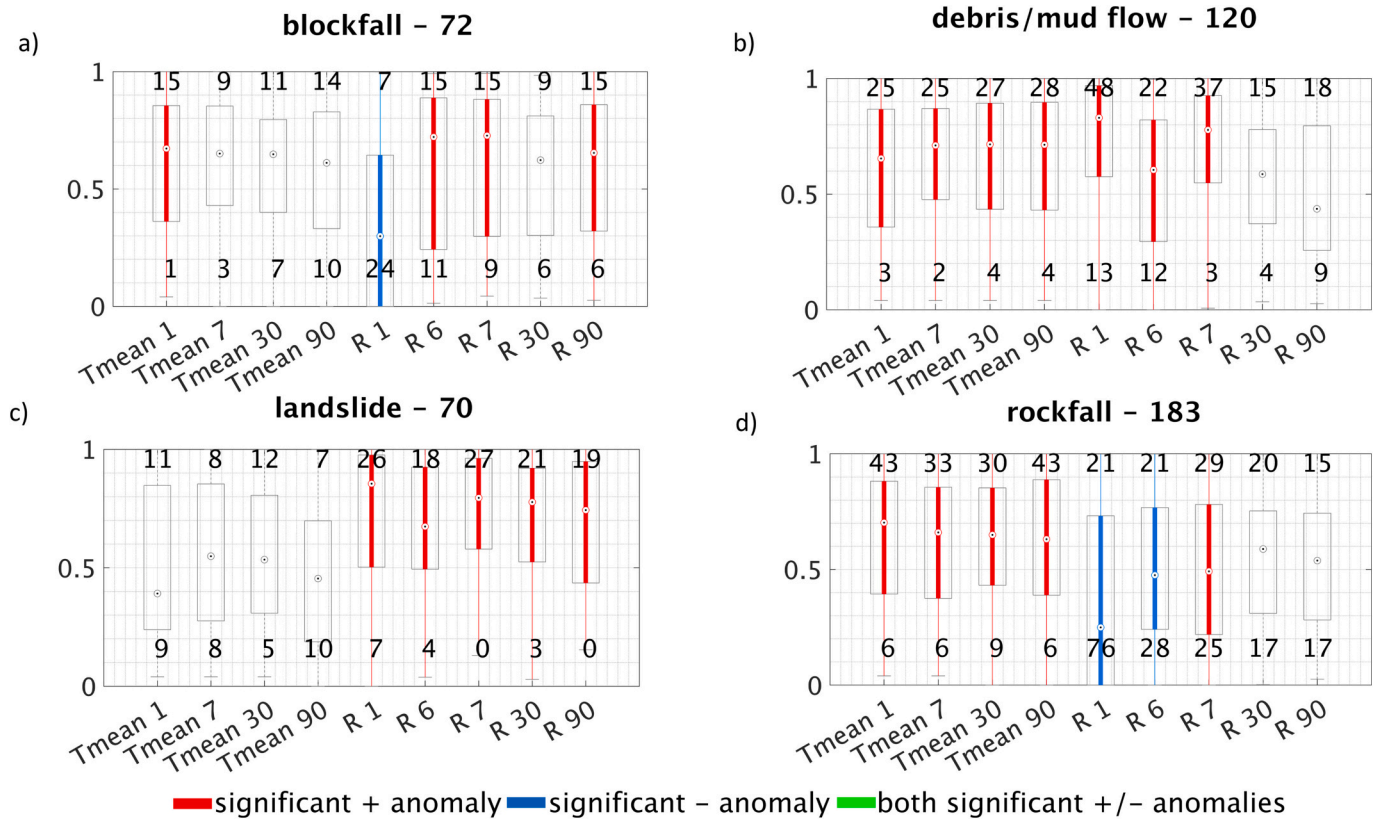 a)
blockfall – 72
1
0.5
0
15 9 11 14 7 15 15 9 15
1 3 7 10 24 11 9 6 6
Tmean 1 Tmean 7 Tmean 30 Tmean 90 R 1 R 6 R 7 R 30 R 90
b)
debris/mud flow – 120
1
0.5
0
25 25 27 28 48 22 37 15 18
3 2 4 4 13 12 3 4 9
Tmean 1 Tmean 7 Tmean 30 Tmean 90 R 1 R 6 R 7 R 30 R 90
c)
landslide – 70
1
0.5
0
11 8 12 7 26 18 27 21 19
9 8 5 10 7 4 0 3 0
Tmean 1 Tmean 7 Tmean 30 Tmean 90 R 1 R 6 R 7 R 30 R 90
d)
rockfall – 183
1
0.5
0
43 33 30 43 21 21 29 20 15
6 6 9 6 76 28 25 17 17
Tmean 1 Tmean 7 Tmean 30 Tmean 90 R 1 R 6 R 7 R 30 R 90
significant + anomaly significant – anomaly both significant +/– anomalies